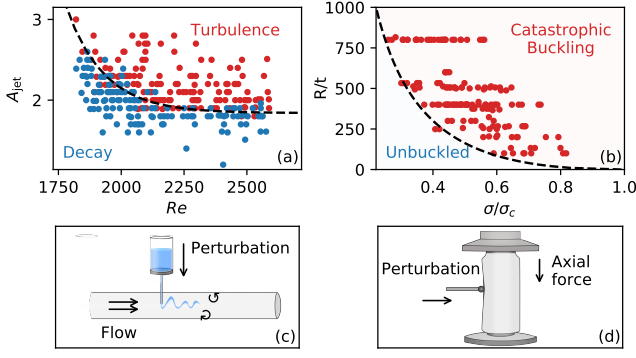 3
2
A_jet
Turbulence
Decay
(a)
1750 2000 2250 2500
Re
1000
750
500
250
0
R/t
Catastrophic
Buckling
Unbuckled
(b)
0.4 0.6 0.8 1.0
σ/σ_c
Perturbation
Flow
(c)
Perturbation
Axial
force
(d)